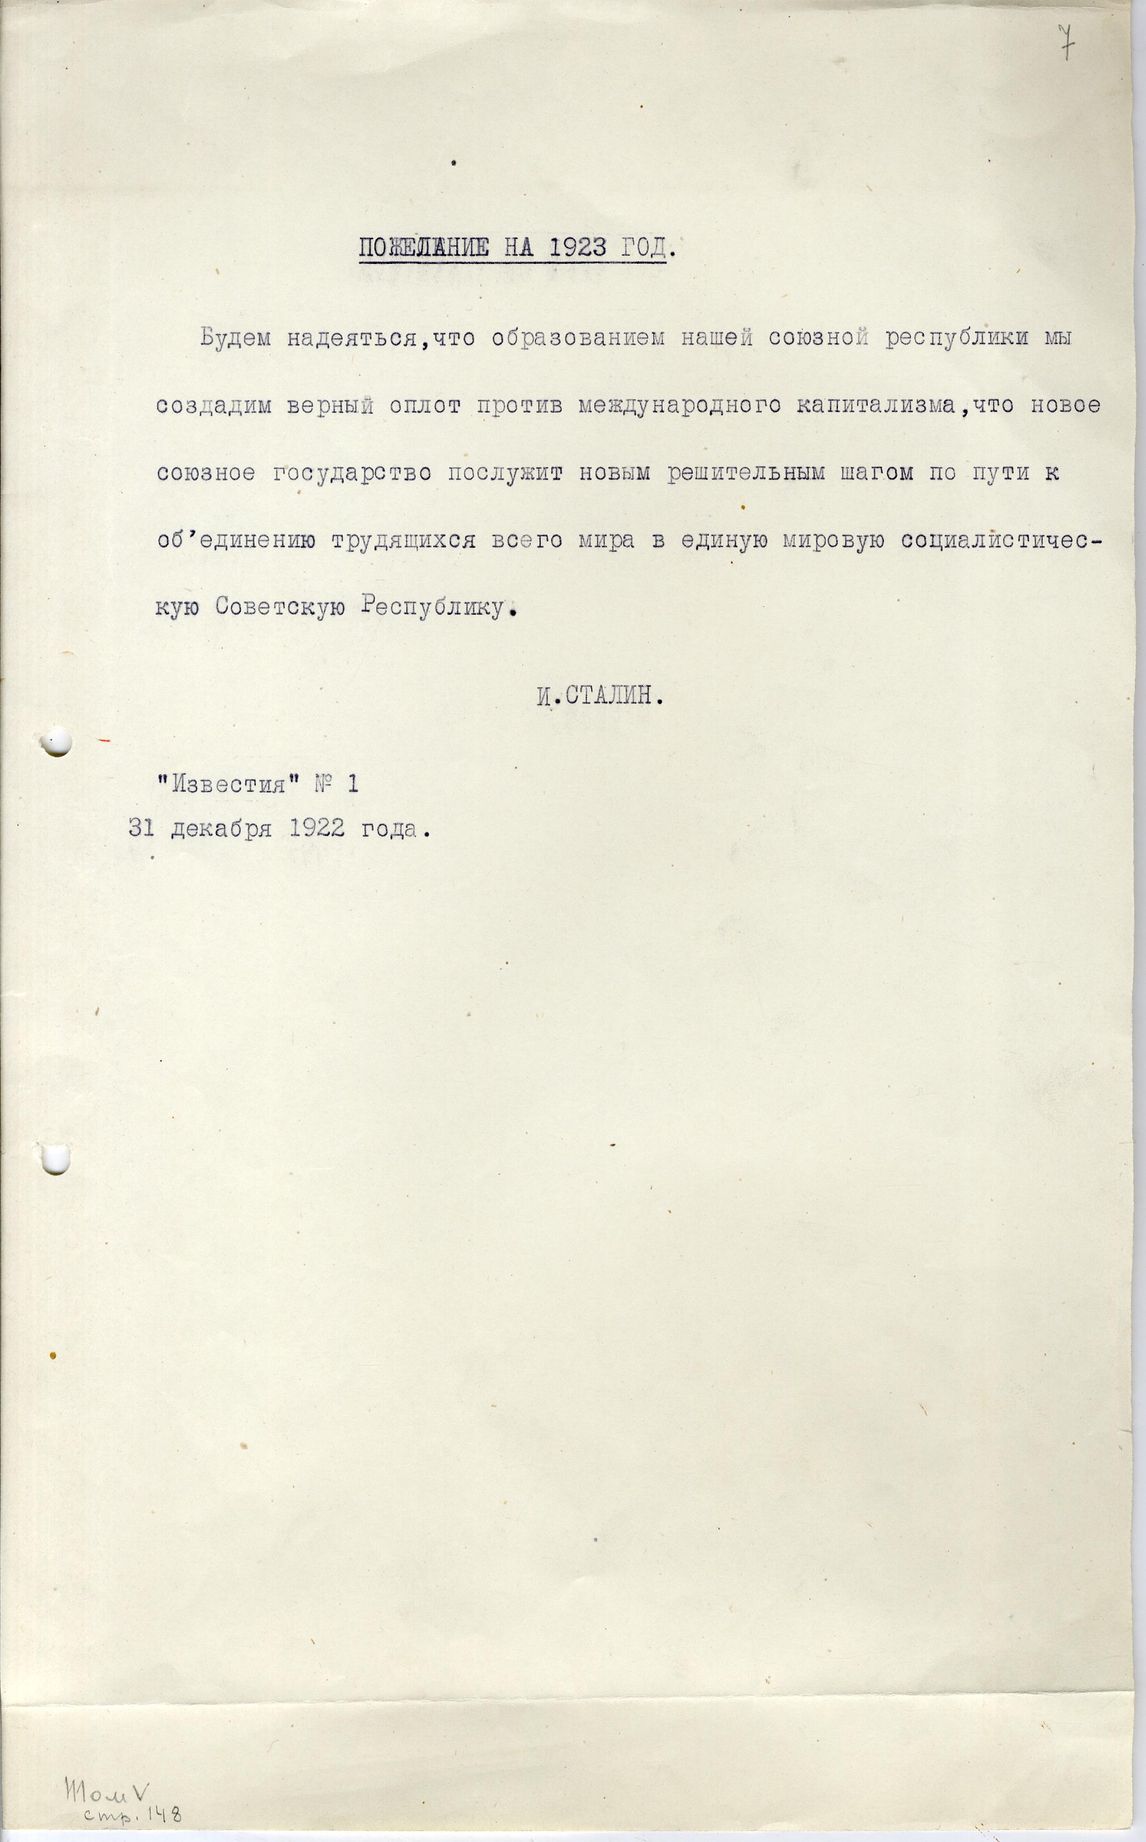 7
ПОЖЕЛАНИЕ НА 1923 ГОД.
Будем надеяться,что образованием нашей союзной республики мы
создадим верный оплот против международного капитализма,что новое
союзное государство послужит новым решительным шагом по пути к
об'единению трудящихся всего мира в единую мировую социалистичес-
кую Советскую Республику.
И.СТАЛИН.
"Известия" № 1
31 декабря 1922 года.
Том V
стр. 148